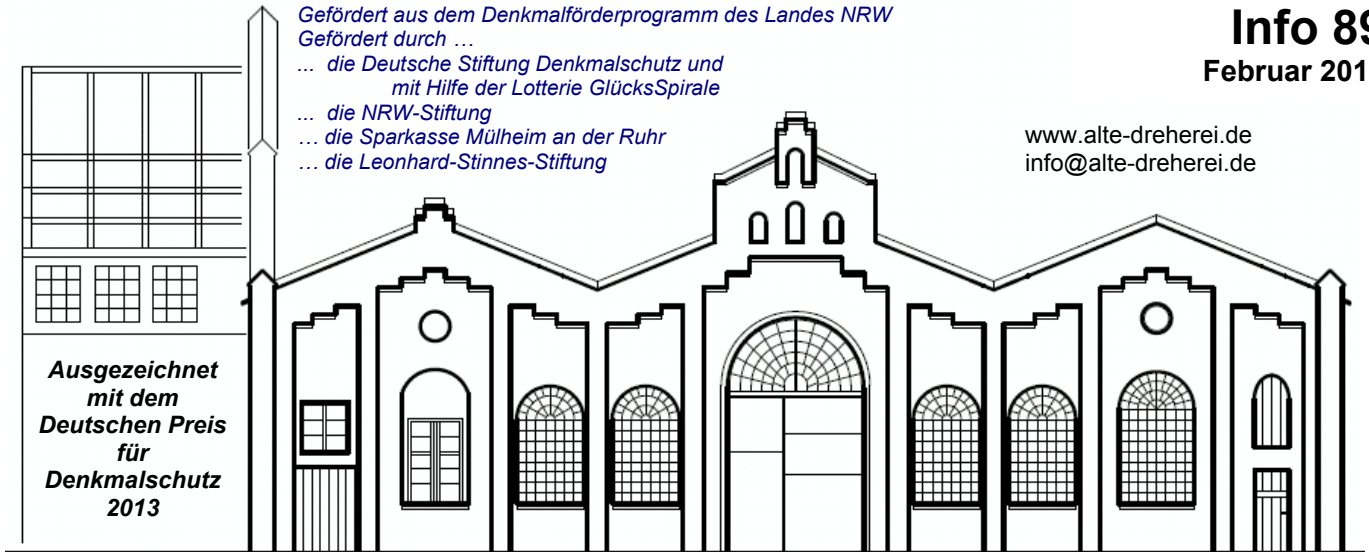 Gefördert aus dem Denkmalförderprogramm des Landes NRW
Gefördert durch …
... die Deutsche Stiftung Denkmalschutz und
mit Hilfe der Lotterie GlücksSpirale
... die NRW-Stiftung
… die Sparkasse Mülheim an der Ruhr
… die Leonhard-Stinnes-Stiftung
Info 89
Februar 201
www.alte-dreherei.de
info@alte-dreherei.de
Ausgezeichnet
mit dem
Deutschen Preis
für
Denkmalschutz
2013